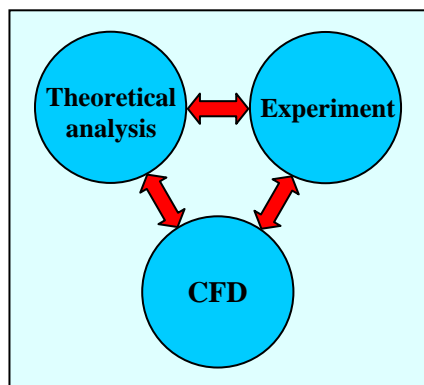 Theoretical
analysis
Experiment
CFD